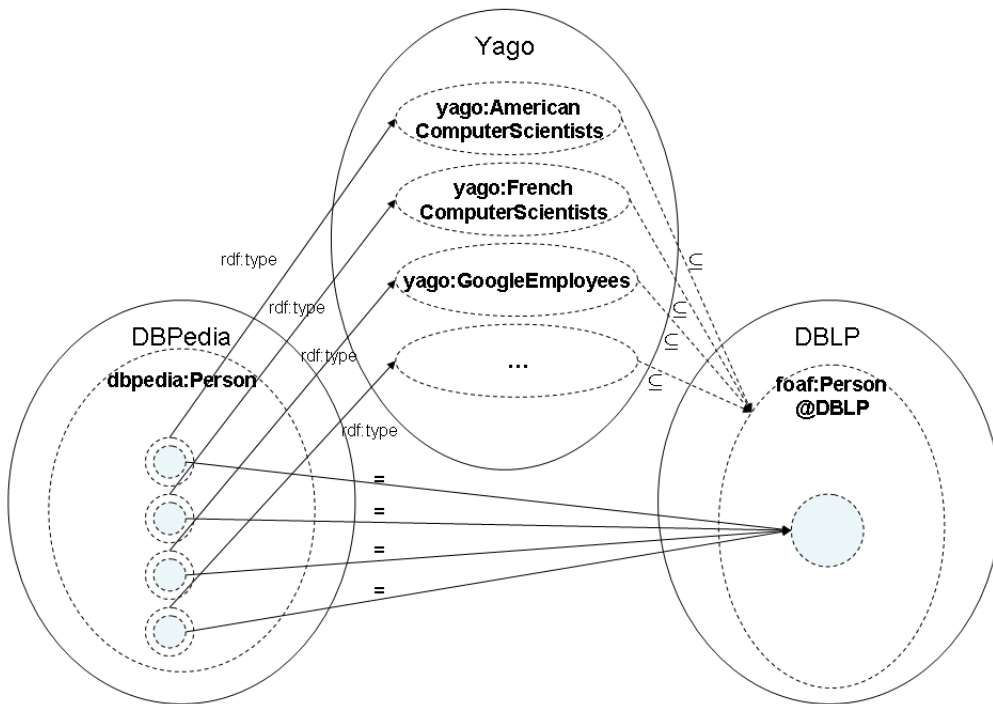 Yago
yago:American
ComputerScientists
yago:French
ComputerScientists
rdf:type
⊆
yago:GoogleEmployees
rdf:type
⊆
DBPedia
DBLP
⊆
rdf:type
...
dbpedia:Person
⊆
foaf:Person
@DBLP
rdf:type
=
=
=
=